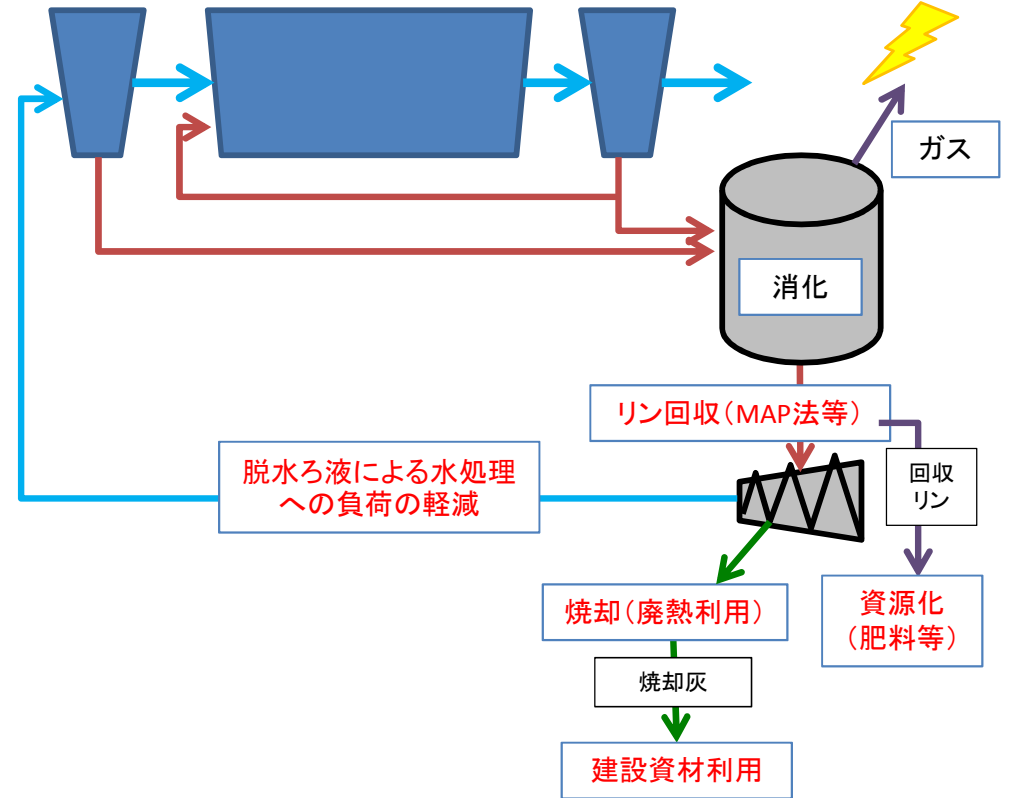 ガス
消化
リン回収（MAP法等）
脱水ろ液による水処理
への負荷の軽減
回収
リン
焼却（廃熱利用）
資源化
（肥料等）
焼却灰
建設資材利用